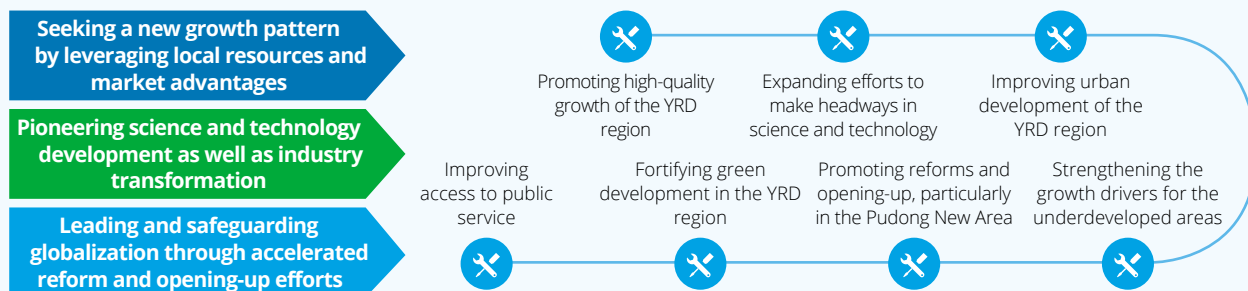 Seeking a new growth pattern
by leveraging local resources and
market advantages
Pioneering science and technology
development as well as industry
transformation
Leading and safeguarding
globalization through accelerated
reform and opening-up efforts
Promoting high-quality
growth of the YRD
region
Expanding efforts to
make headways in
science and technology
Improving urban
development of the
YRD region
Improving
access to public
service
Fortifying green
development in the YRD
region
Promoting reforms and
opening-up, particularly
in the Pudong New Area
Strengthening the
growth drivers for the
underdeveloped areas